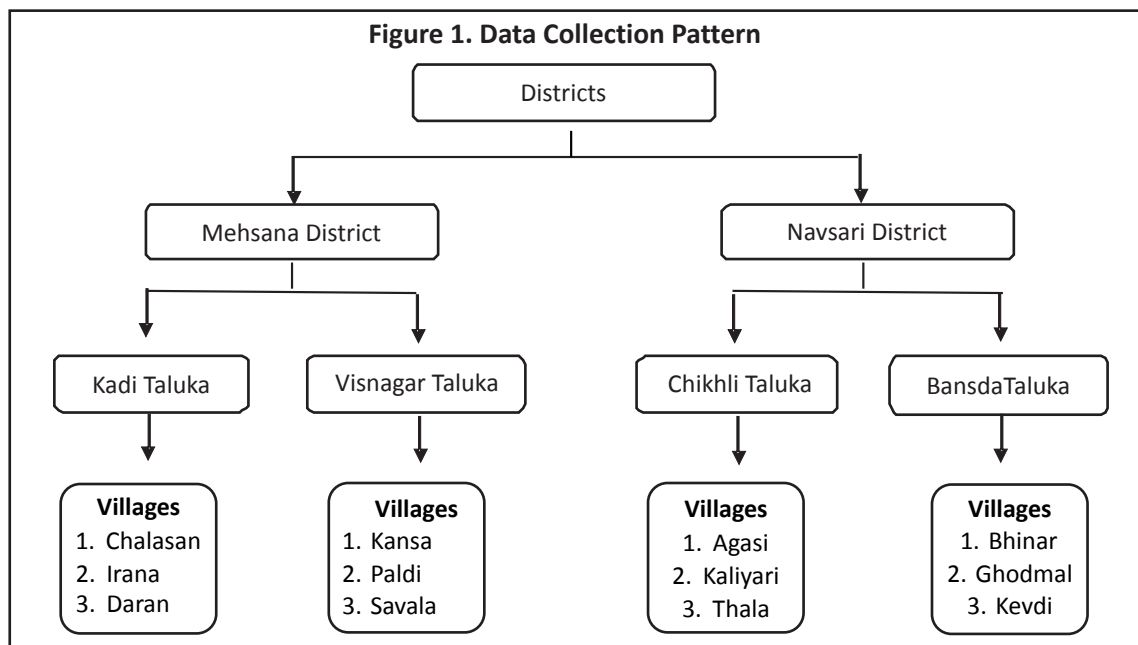 Figure 1. Data Collection Pattern
Districts
Mehsana District
Navsari District
Kadi Taluka
Visnagar Taluka
Chikhli Taluka
BansdaTaluka
Villages
1. Chalasan
2. Irana
3. Daran
Villages
1. Kansa
2. Paldi
3. Savala
Villages
1. Agasi
2. Kaliyari
3. Thala
Villages
1. Bhinar
2. Ghodmal
3. Kevdi